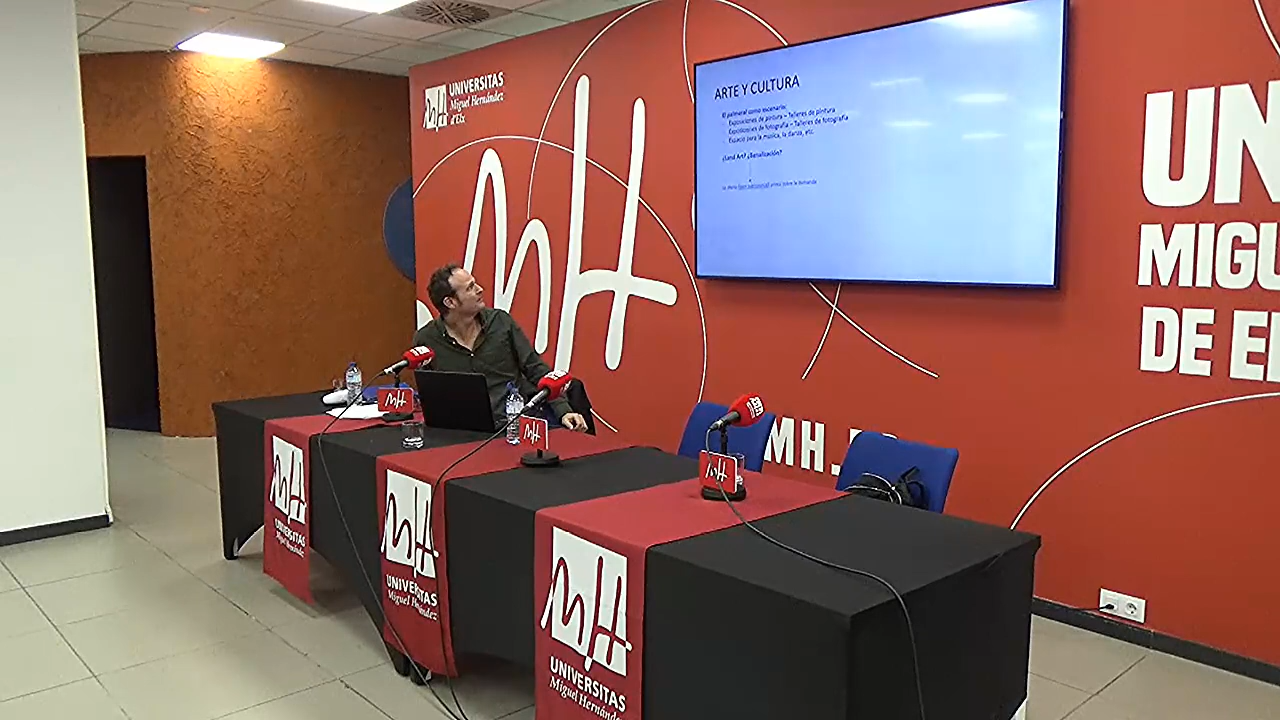 UNIVERSITAS
Miguel Hernández
d'Elx
ARTE Y CULTURA
El palmeral como escenario:
Exposiciones de pintura – Talleres de pintura
Exposiciones de fotografía – Talleres de fotografía
Espacio para la música, la danza, etc.
¿Land Art? ¿Banalización?
UN
MIGU
DE E
MH.
UNIVERSITAS
Miguel Hernández
UNIVERSITAS
Miguel Hernández
UNIVERSITAS
Miguel Hernández